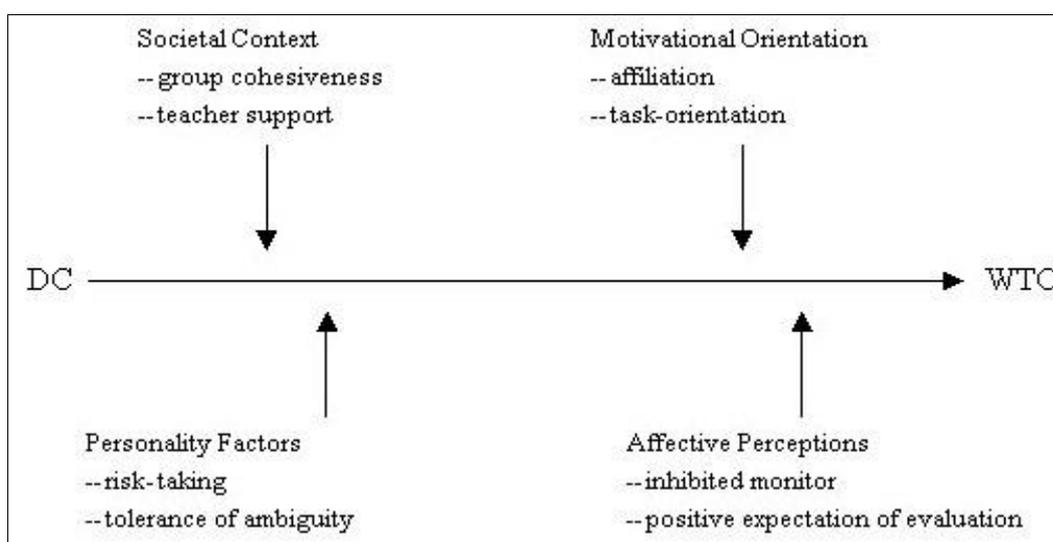 Societal Context
--group cohesiveness
--teacher support
Motivational Orientation
--affiliation
--task-orientation
DC
WTC
Personality Factors
--risk-taking
--tolerance of ambiguity
Affective Perceptions
--inhibited monitor
--positive expectation of evaluation